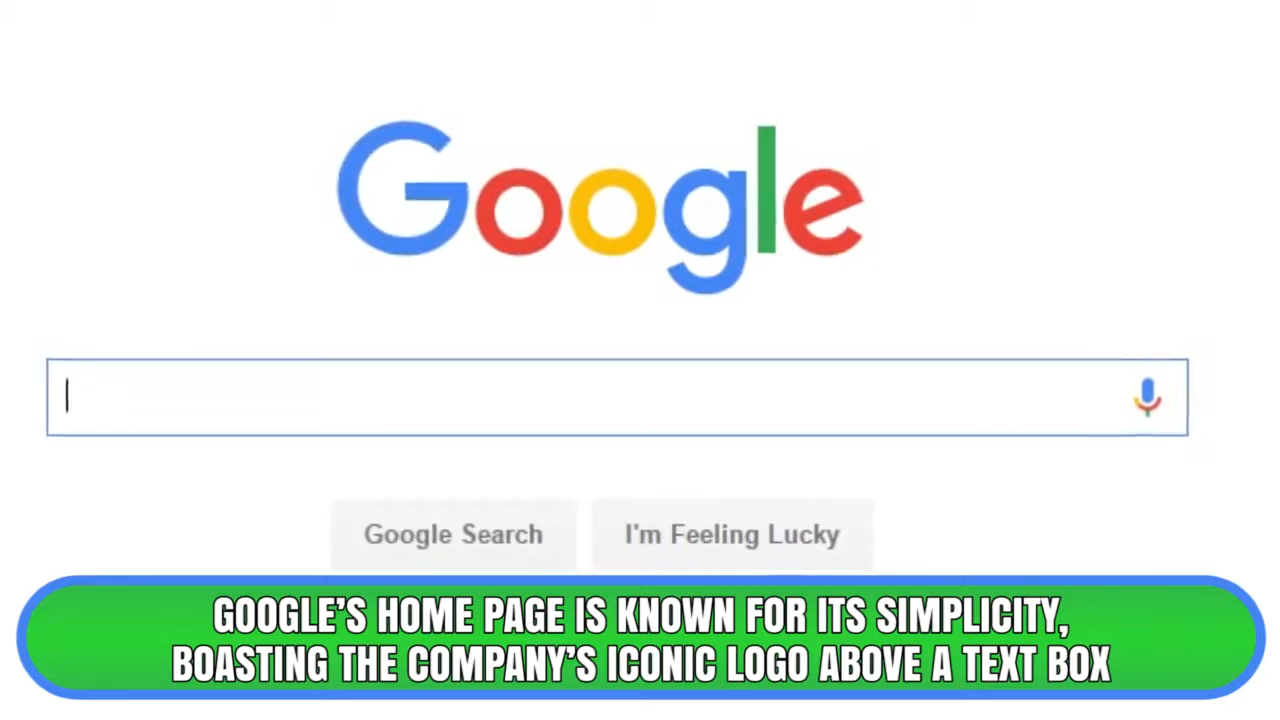 Google
Google Search
I'm Feeling Lucky
GOOGLE’S HOME PAGE IS KNOWN FOR ITS SIMPLICITY,
BOASTING THE COMPANY’S ICONIC LOGO ABOVE A TEXT BOX